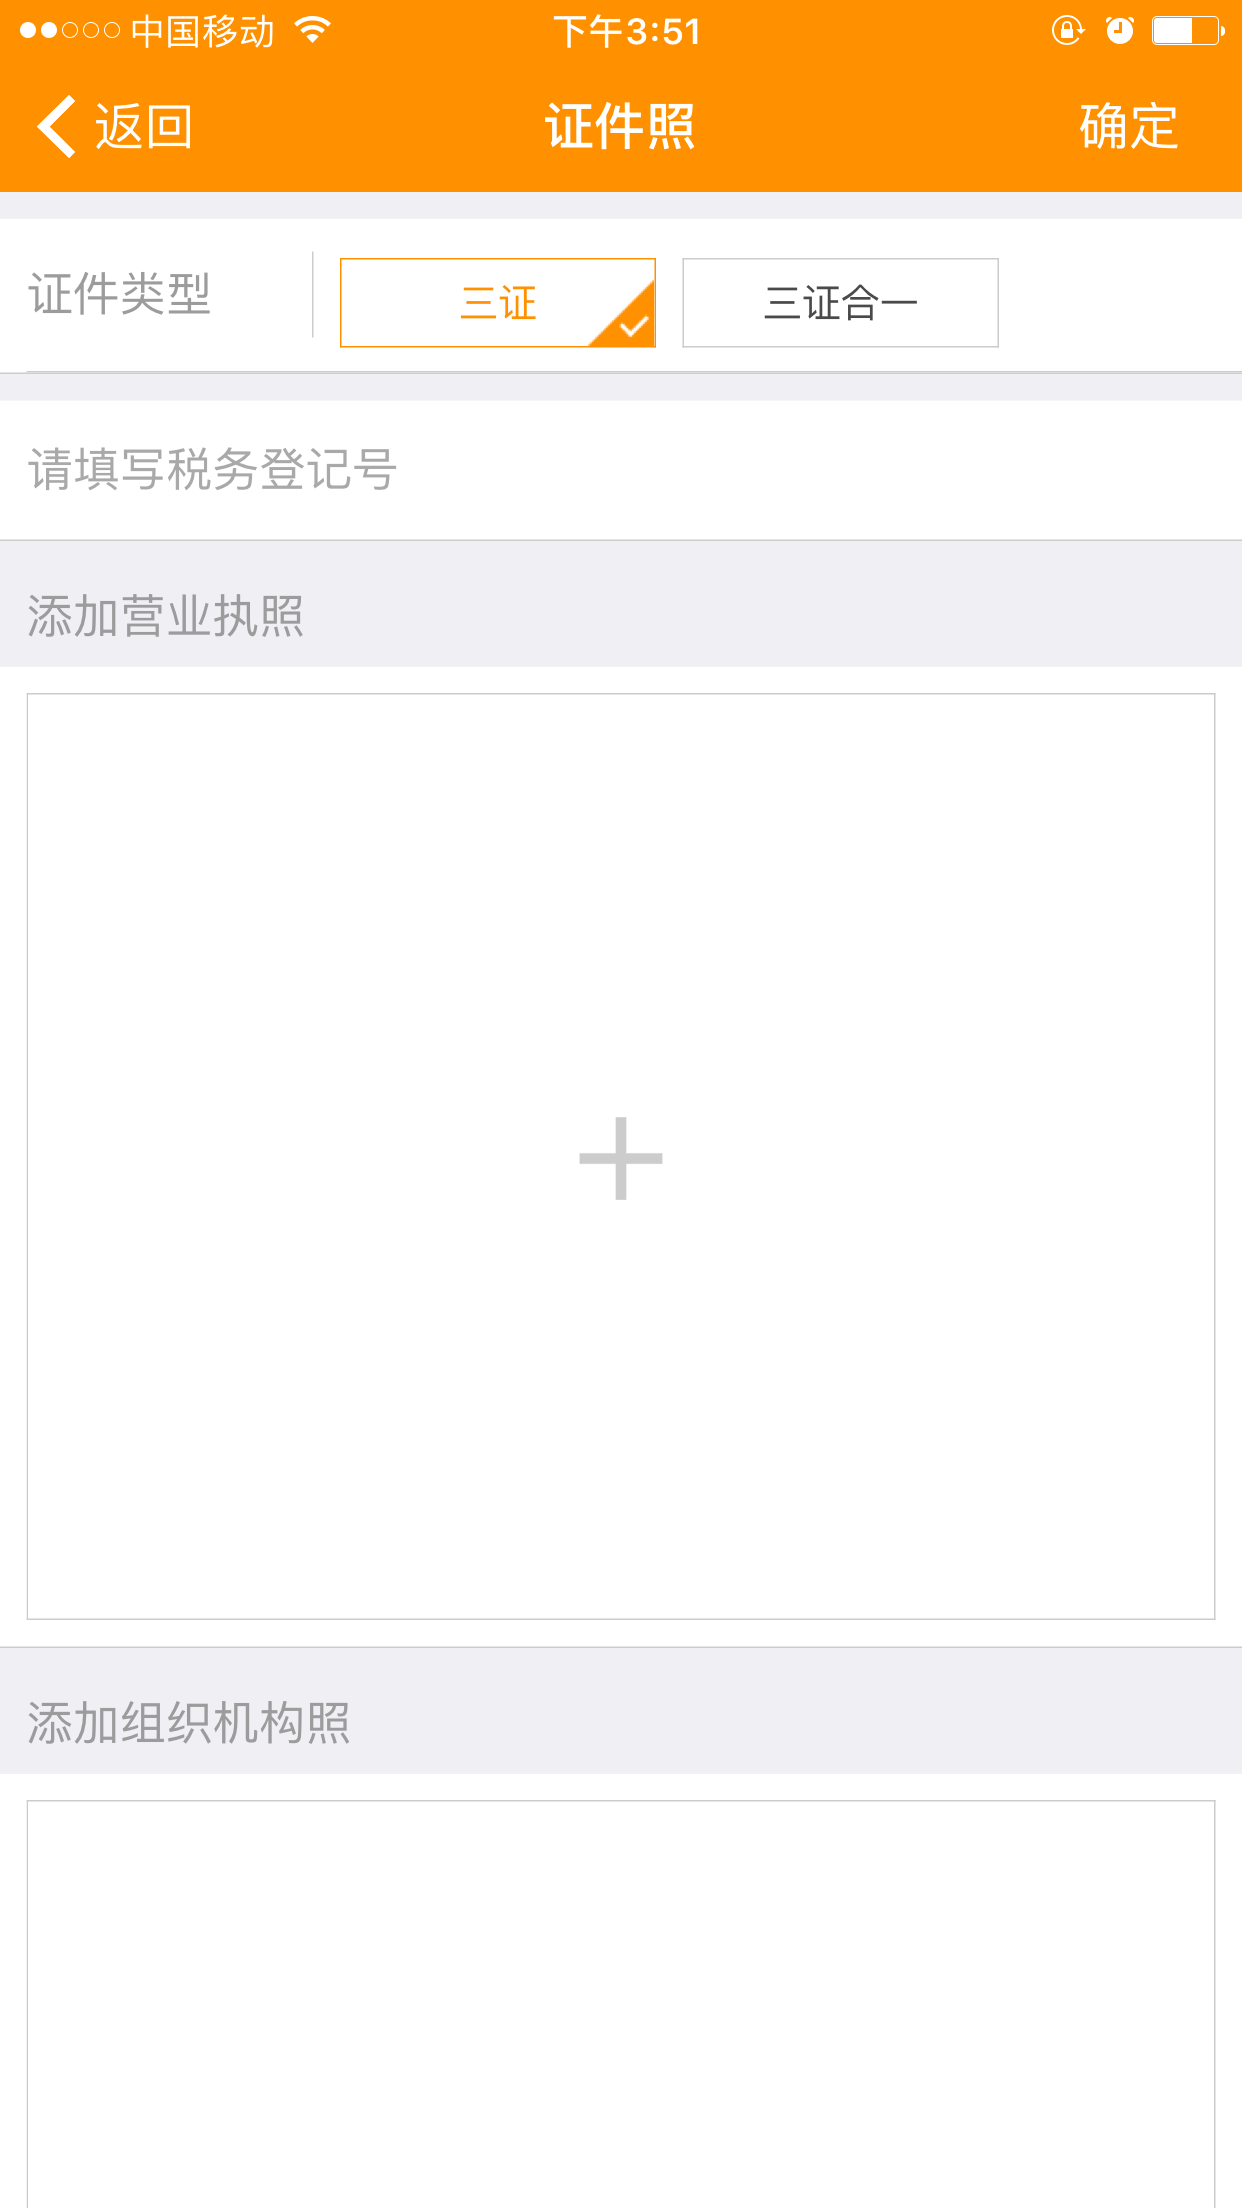 中国移动 下午3:51
返回 证件照 确定
证件类型 三证 三证合一
请填写税务登记号
添加营业执照
添加组织机构照